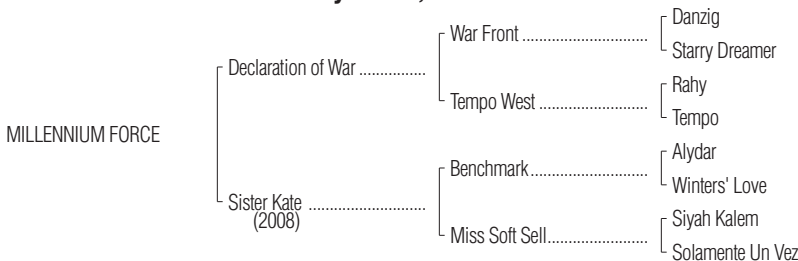 Danzig
War Front
Starry Dreamer
Declaration of War
Rahy
Tempo West
Tempo
MILLENNIUM FORCE
Alydar
Benchmark
Winters' Love
Sister Kate
(2008)
Siyah Kalem
Miss Soft Sell
Solamente Un Vez